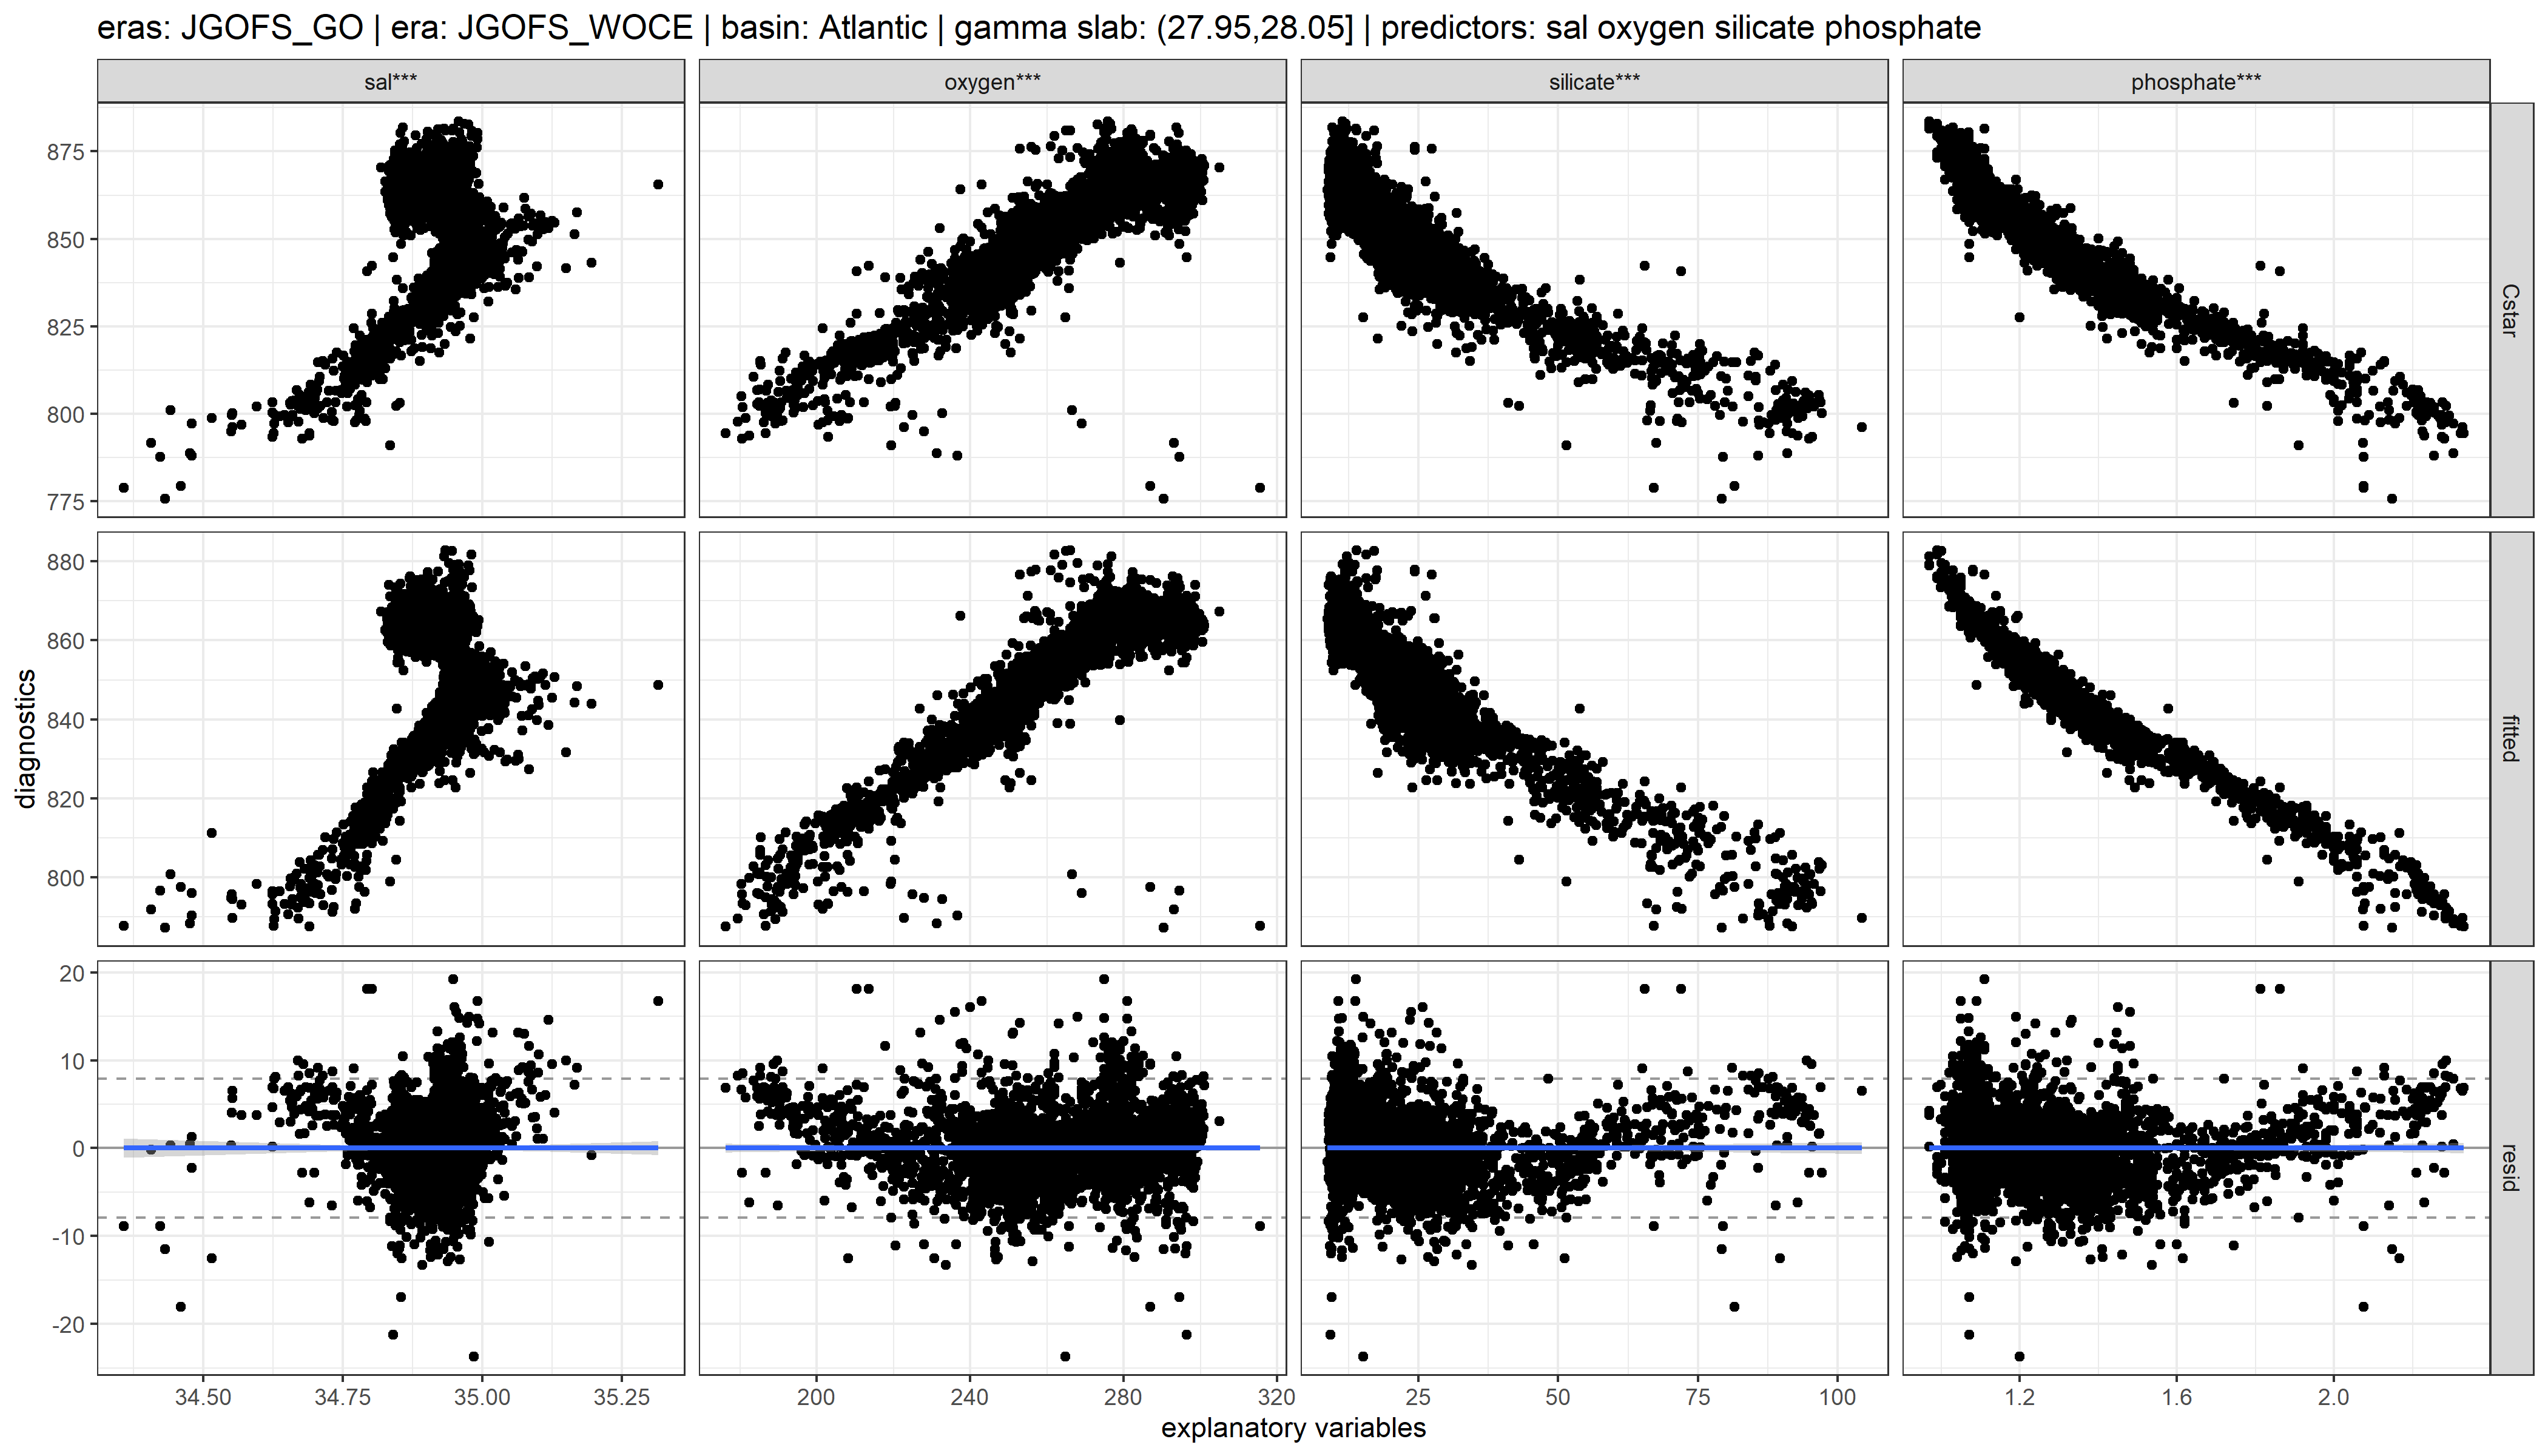 eras: JGOFS_GO | era: JGOFS_WOCE | basin: Atlantic | gamma slab: (27.95,28.05] | predictors: sal oxygen silicate phosphate
sal*** oxygen*** silicate*** phosphate***
875
850
825
800
775
Cstar
880
860
840
820
800
fitted
diagnostics
20
10
0
-10
-20
resid
34.50 34.75 35.00 35.25 200 240 280 320 25 50 75 100 1.2 1.6 2.0
explanatory variables